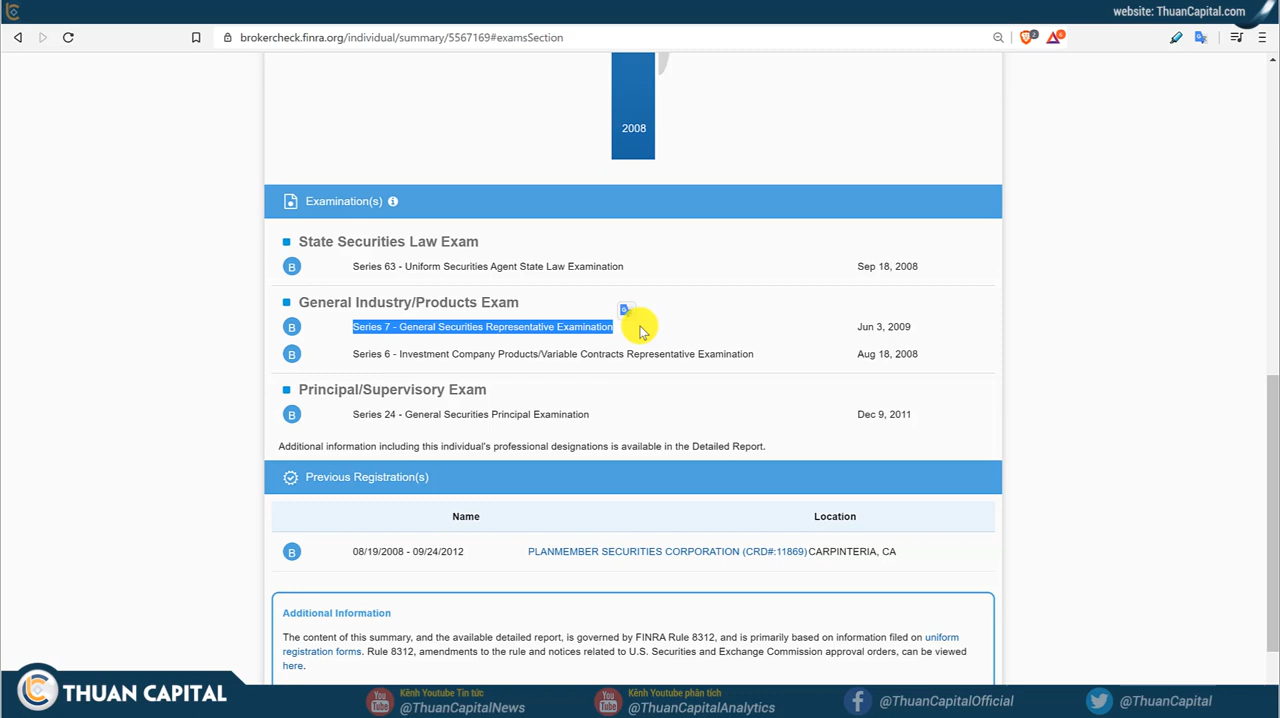 website: ThuanCapital.com
brokercheck.finra.org/individual/summary/5567169#examsSection
2008
Examination(s)
State Securities Law Exam
B Series 63 - Uniform Securities Agent State Law Examination Sep 18, 2008
General Industry/Products Exam
B Series 7 - General Securities Representative Examination Jun 3, 2009
B Series 6 - Investment Company Products/Variable Contracts Representative Examination Aug 18, 2008
Principal/Supervisory Exam
B Series 24 - General Securities Principal Examination Dec 9, 2011
Additional information including this individual's professional designations is available in the Detailed Report.
Previous Registration(s)
Name Location
B 08/19/2008 - 09/24/2012 PLANMEMBER SECURITIES CORPORATION (CRD#:11869) CARPINTERIA, CA
Additional Information
The content of this summary, and the available detailed report, is governed by FINRA Rule 8312, and is primarily based on information filed on uniform
registration forms. Rule 8312, amendments to the rule and notices related to U.S. Securities and Exchange Commission approval orders, can be viewed
here.
THUAN CAPITAL
You Tube Kênh Youtube Tin tức
@ThuanCapitalNews
You Tube Kênh Youtube phân tích
@ThuanCapitalAnalytics
@ThuanCapitalOfficial
@ThuanCapital